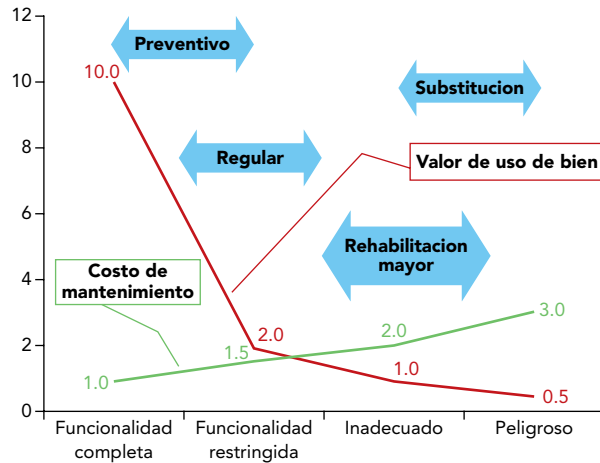 12
Preventivo
10
10.0
Substitucion
8
Regular
Valor de uso de bien
6
Rehabilitacion
mayor
4
Costo de
mantenimiento
3.0
2
2.0
2.0
1.5
1.0
1.0
0.5
0
Funcionalidad
completa
Funcionalidad
restringida
Inadecuado
Peligroso